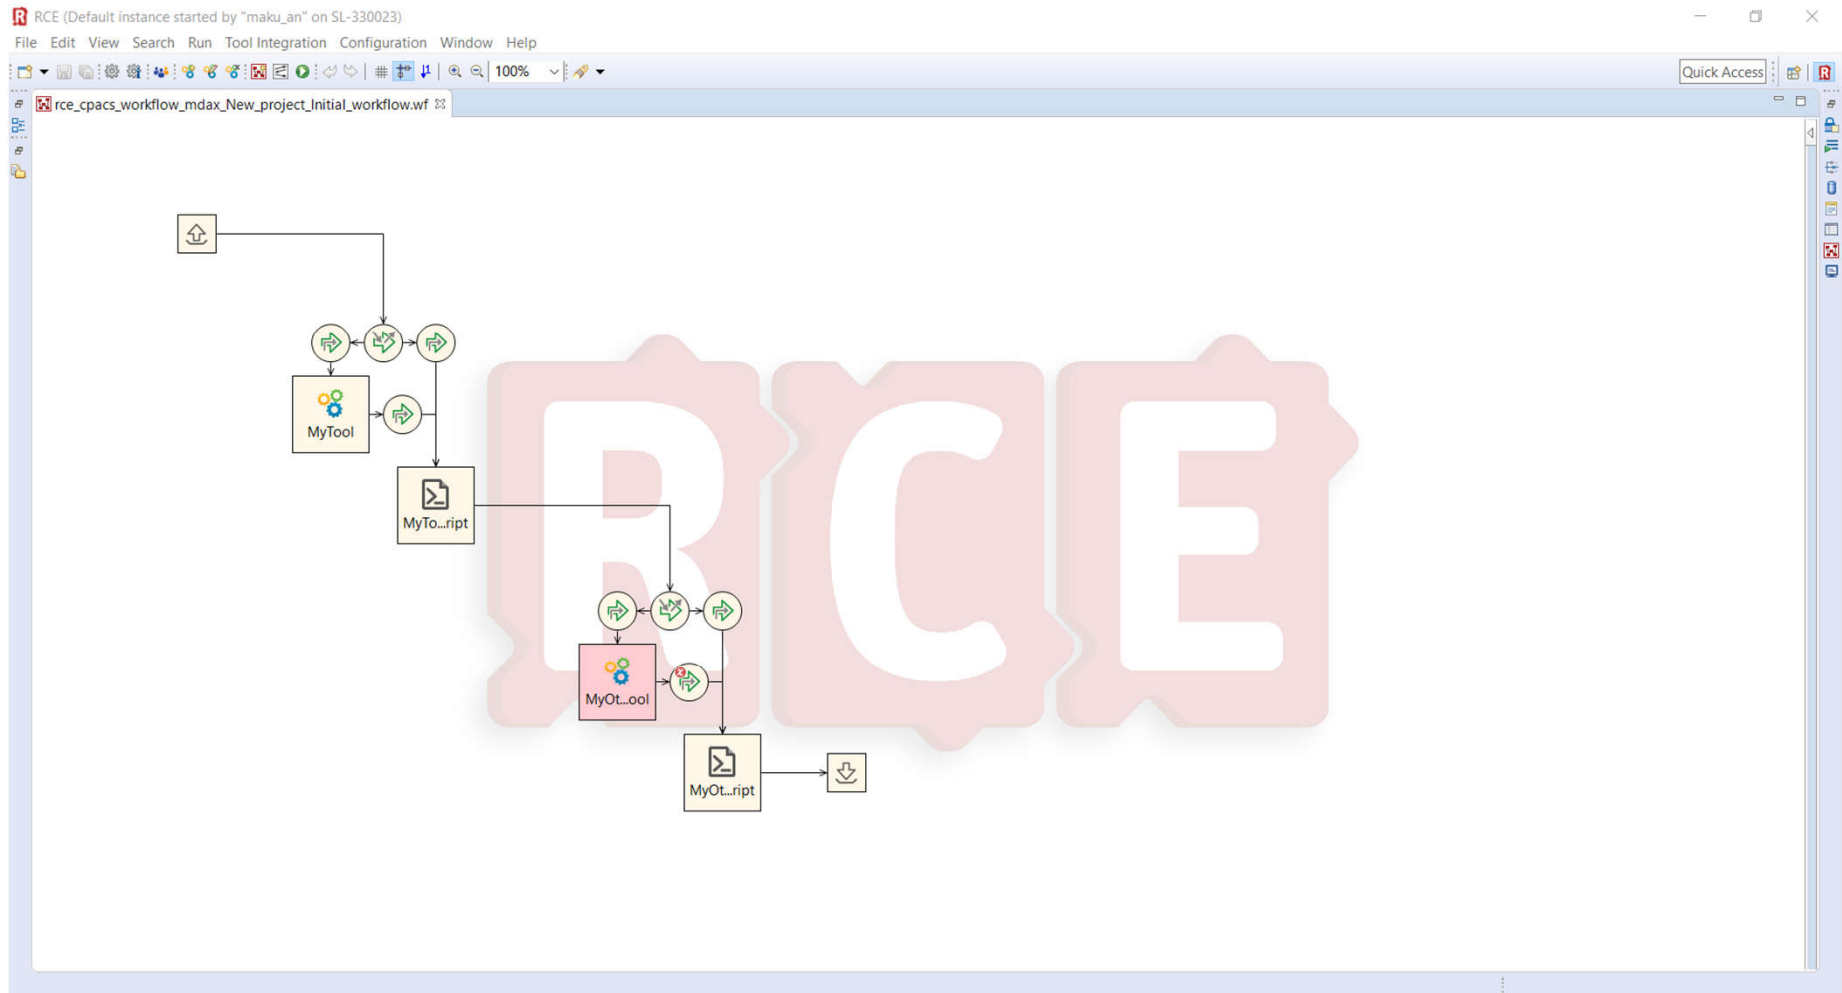 RCE (Default instance started by "maku_an" on SL-330023)
File Edit View Search Run Tool Integration Configuration Window Help
100%
Quick Access
rce_cpacs_workflow_mdax_New_project_Initial_workflow.wf
MyTool
MyTo...ript
MyOt...ool
MyOt...ript
RCE